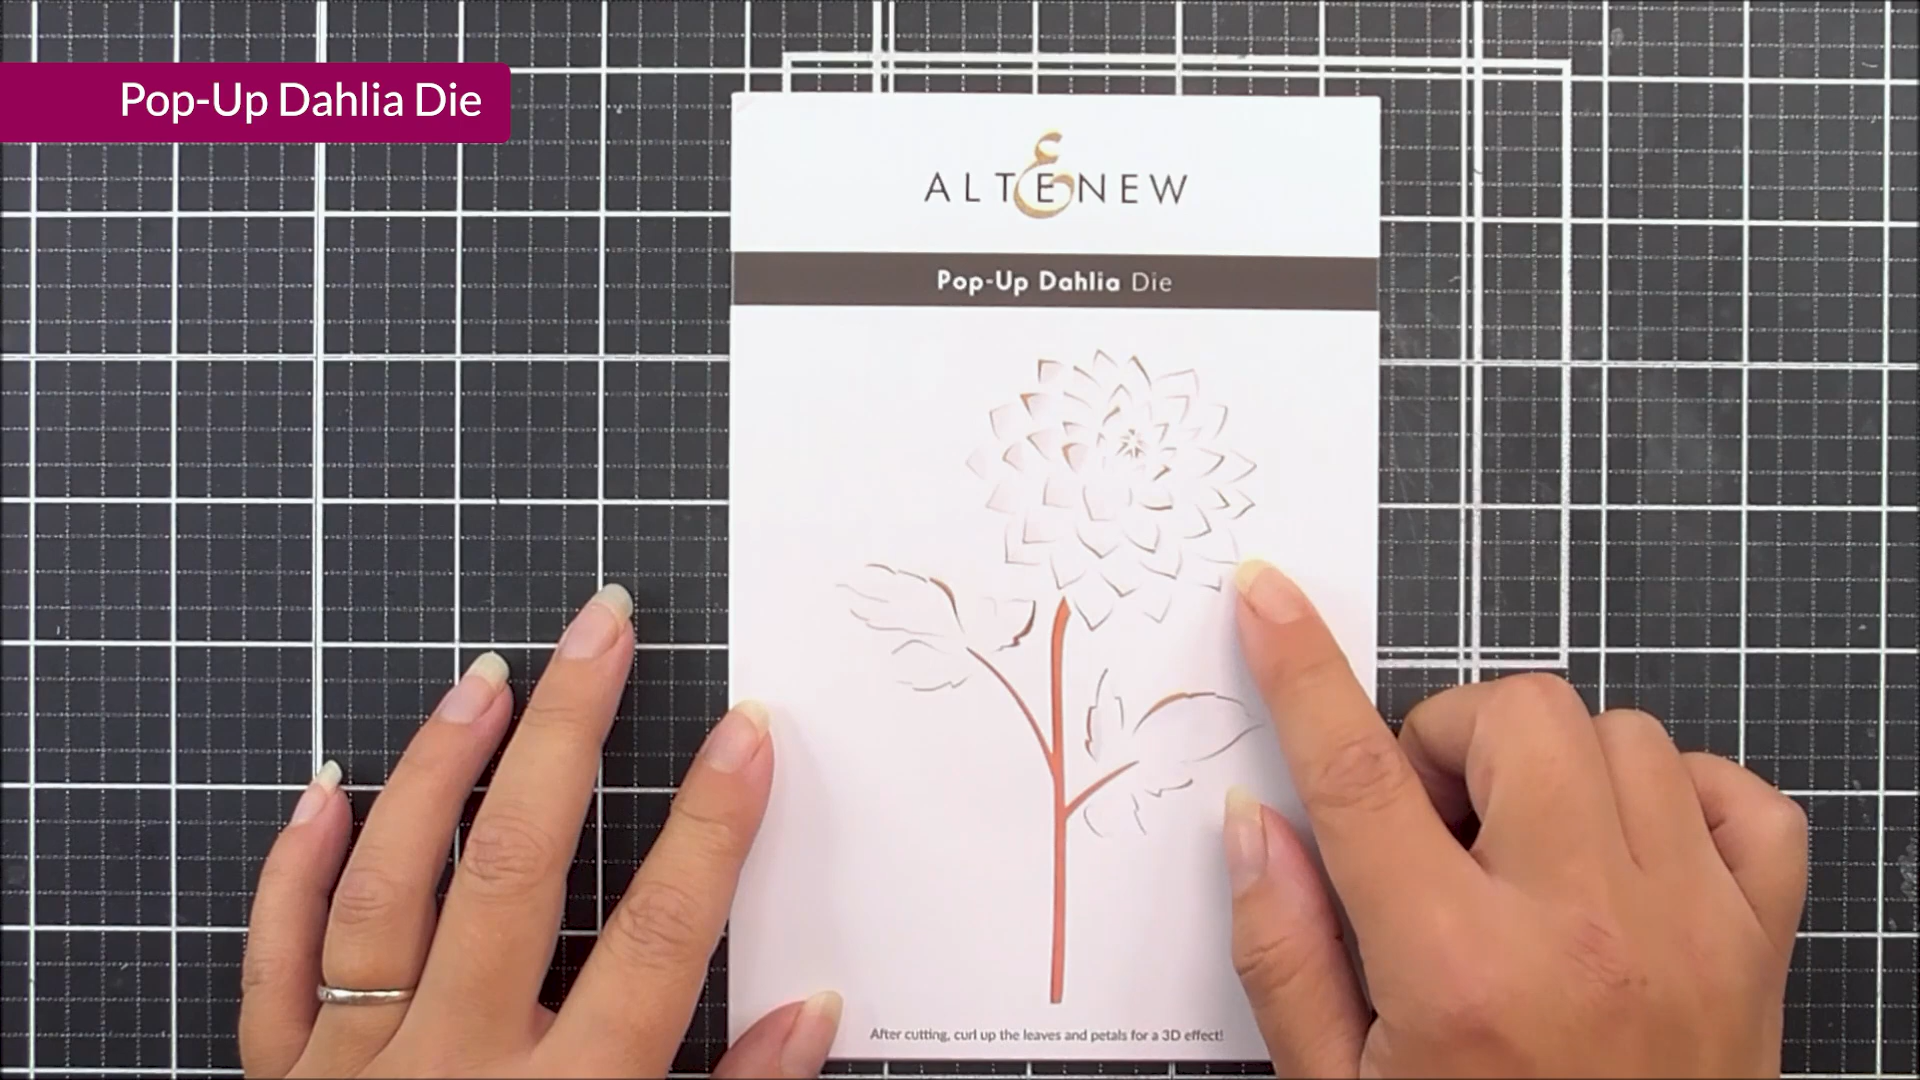 Pop-Up Dahlia Die
ALTENEW
Pop-Up Dahlia Die
After cutting, curl up the leaves and petals for a 3D effect!